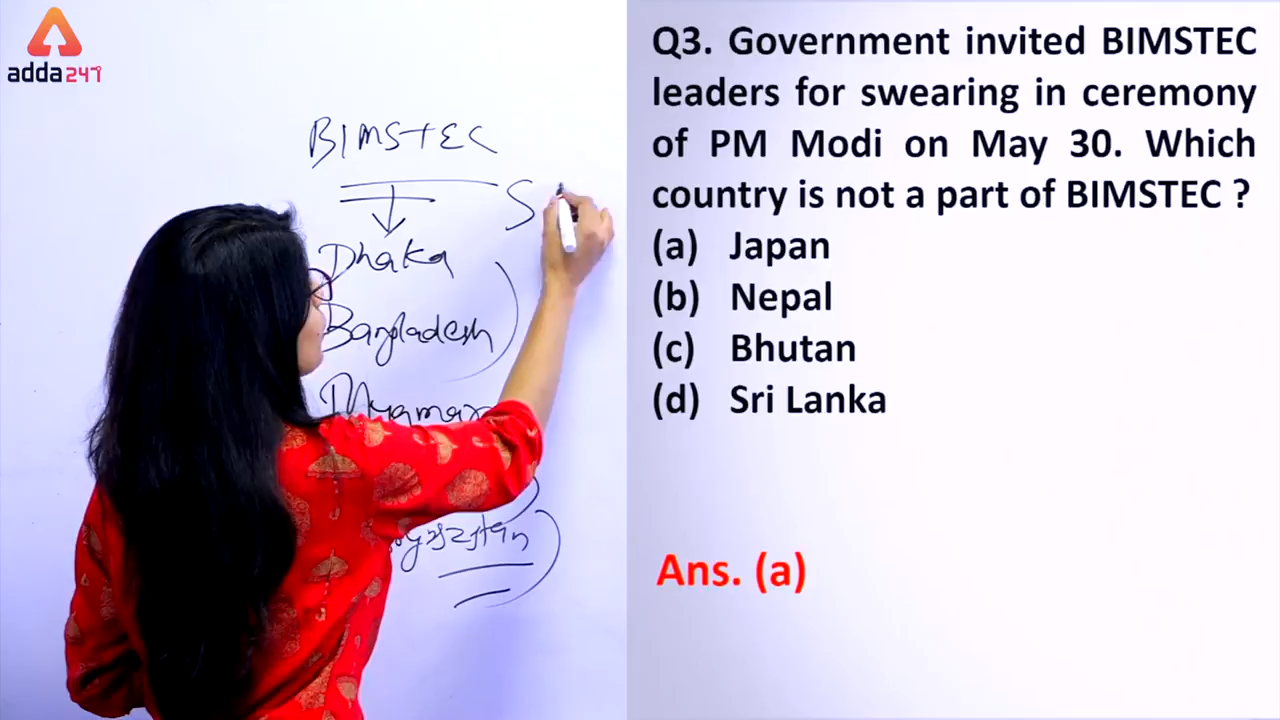 adda247
BIMSTEC
S
Dhaka
Bangladesh
Q3. Government invited BIMSTEC
leaders for swearing in ceremony
of PM Modi on May 30. Which
country is not a part of BIMSTEC ?
(a) Japan
(b) Nepal
(c) Bhutan
(d) Sri Lanka
Ans. (a)